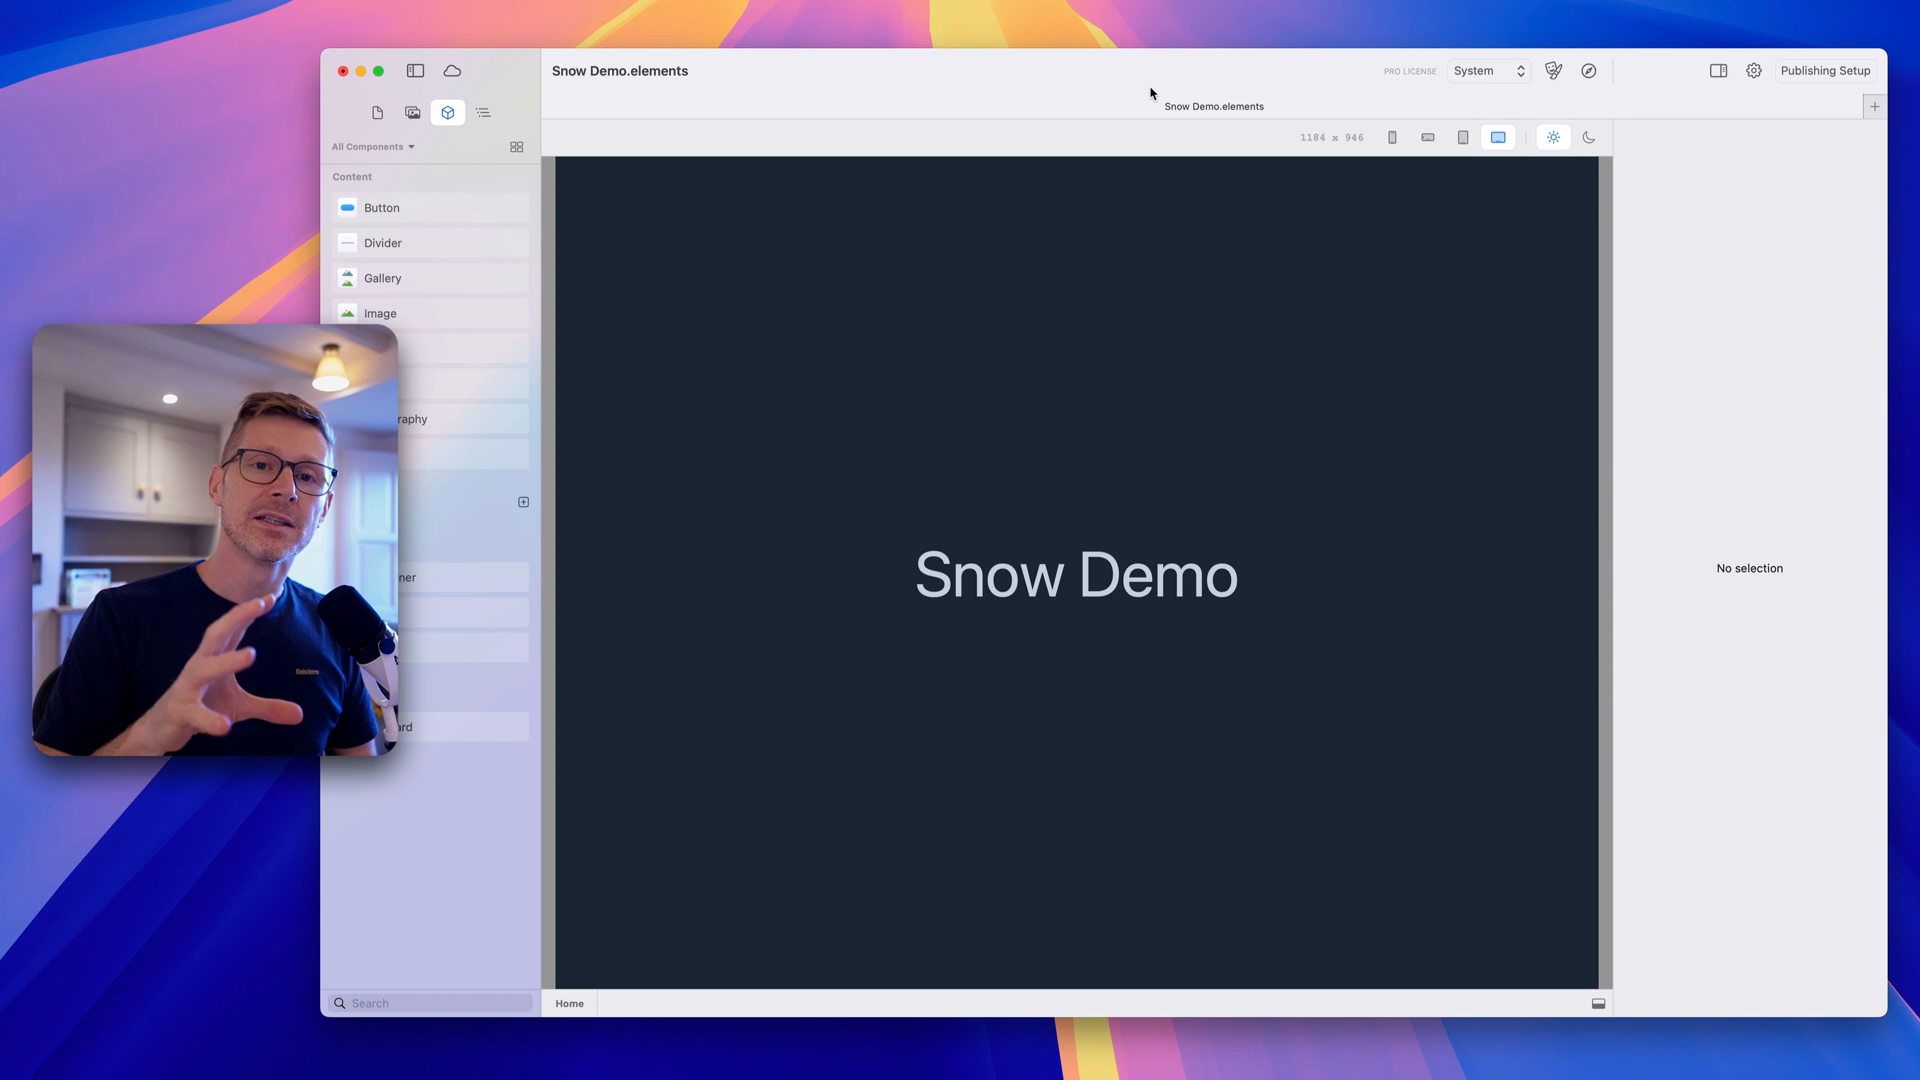 Snow Demo.elements
PRO LICENSE
System
Publishing Setup
Snow Demo.elements
All Components
1184 x 946
Content
Button
Divider
Gallery
Image
raphy
ner
ard
Snow Demo
No selection
Search
Home